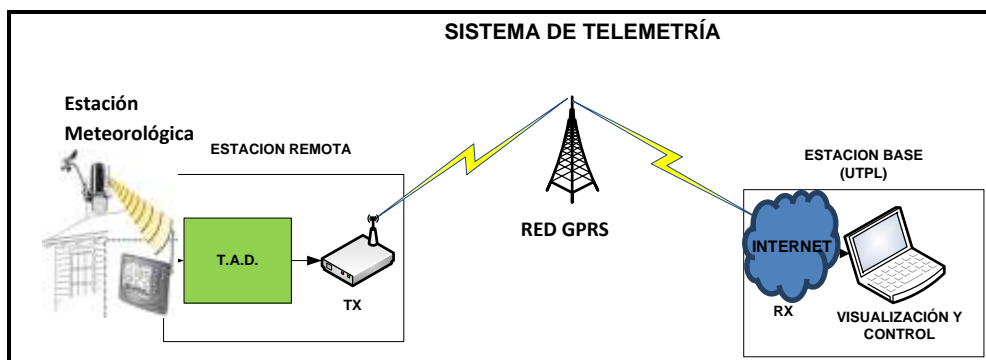 SISTEMA DE TELEMETRÍA
Estación
Meteorológica
ESTACION REMOTA
ESTACION BASE
(UTPL)
T.A.D.
TX
RED GPRS
INTERNET
RX
VISUALIZACIÓN Y
CONTROL